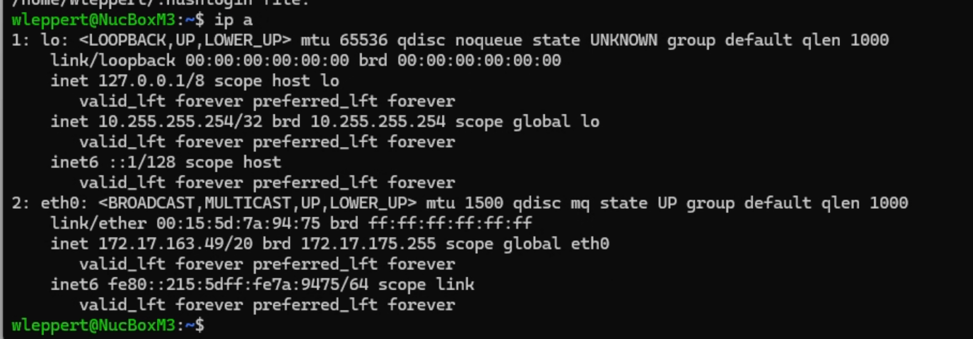 /home/wleppert/.hushlogin file.
wleppert@NucBoxM3:~$ ip a
1: lo: <LOOPBACK,UP,LOWER_UP> mtu 65536 qdisc noqueue state UNKNOWN group default qlen 1000
link/loopback 00:00:00:00:00:00 brd 00:00:00:00:00:00
inet 127.0.0.1/8 scope host lo
valid_lft forever preferred_lft forever
inet 10.255.255.254/32 brd 10.255.255.254 scope global lo
valid_lft forever preferred_lft forever
inet6 ::1/128 scope host
valid_lft forever preferred_lft forever
2: eth0: <BROADCAST,MULTICAST,UP,LOWER_UP> mtu 1500 qdisc mq state UP group default qlen 1000
link/ether 00:15:5d:7a:94:75 brd ff:ff:ff:ff:ff:ff
inet 172.17.163.49/20 brd 172.17.175.255 scope global eth0
valid_lft forever preferred_lft forever
inet6 fe80::215:5dff:fe7a:9475/64 scope link
valid_lft forever preferred_lft forever
wleppert@NucBoxM3:~$